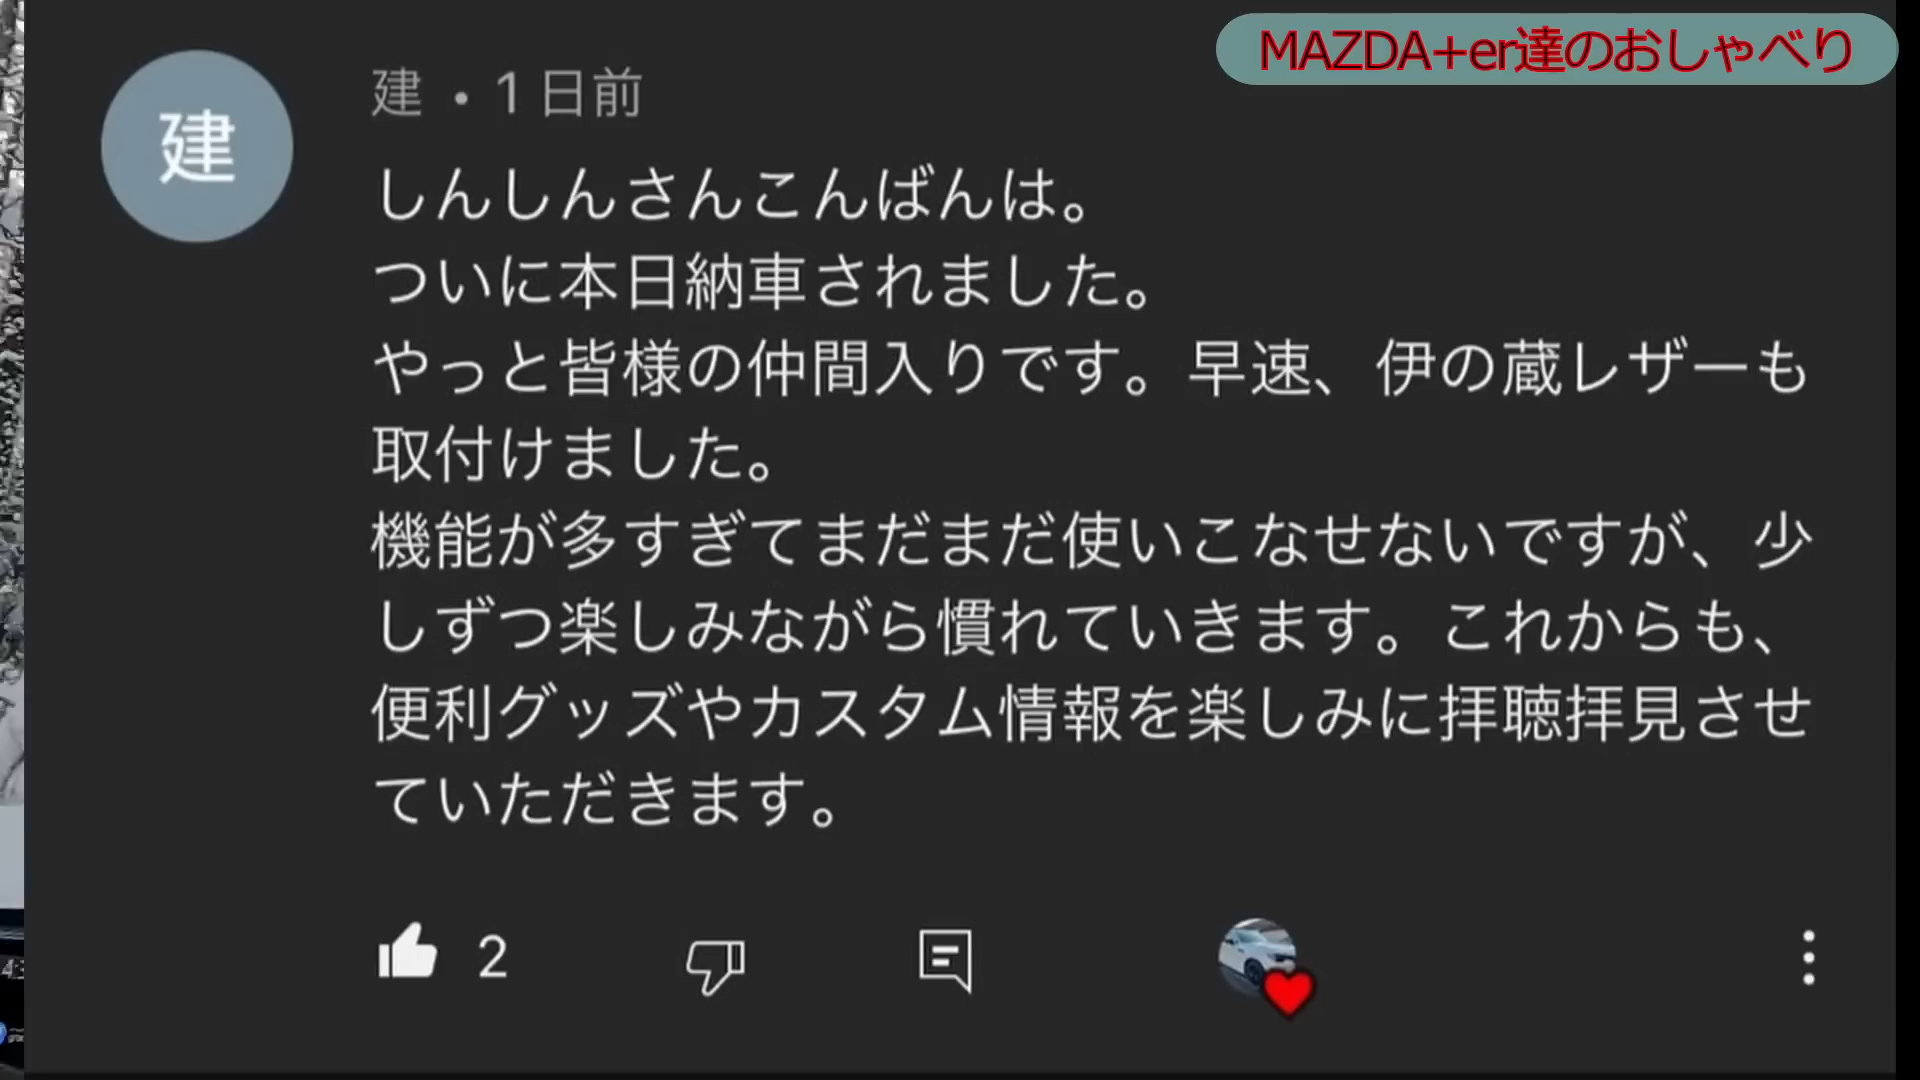 MAZDA+er達のおしゃべり
建
建 ・1日前
しんしんさんこんばんは。
ついに本日納車されました。
やっと皆様の仲間入りです。早速、伊の蔵レザーも
取付けました。
機能が多すぎてまだまだ使いこなせないですが、少
しずつ楽しみながら慣れていきます。これからも、
便利グッズやカスタム情報を楽しみに拝聴拝見させ
ていただきます。
2